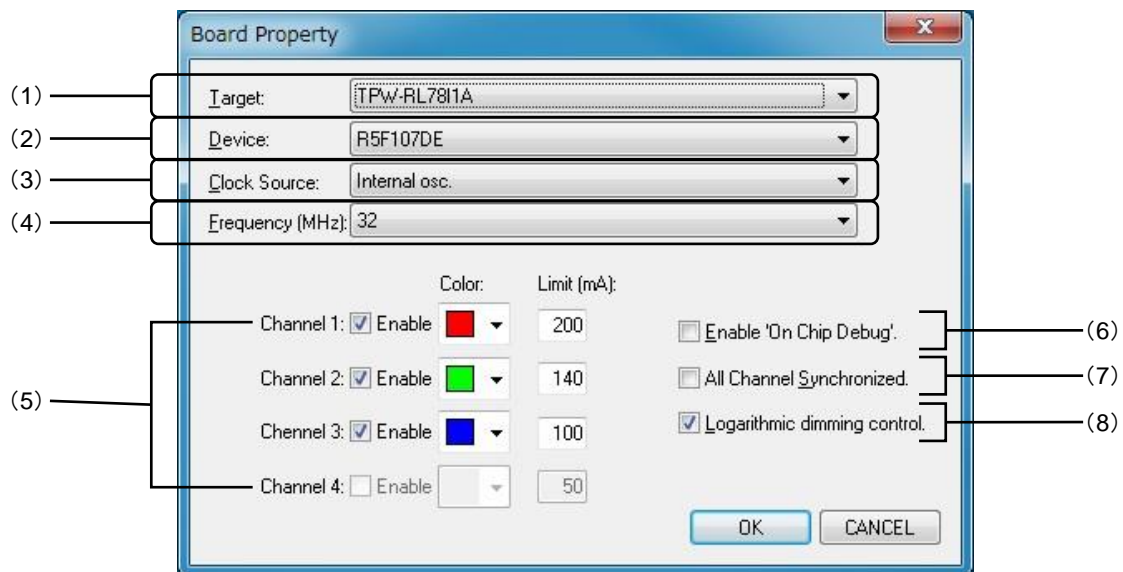 Board Property
(1) Target: TPW-RL78I1A
(2) Device: R5F107DE
(3) Clock Source: Internal osc.
(4) Frequency (MHz): 32
Color: Limit (mA):
Channel 1: Enable 200
Channel 2: Enable 140
Chennel 3: Enable 100
Channel 4: Enable 50
(5)
Enable 'On Chip Debug'. (6)
All Channel Synchronized. (7)
Logarithmic dimming control. (8)
OK CANCEL